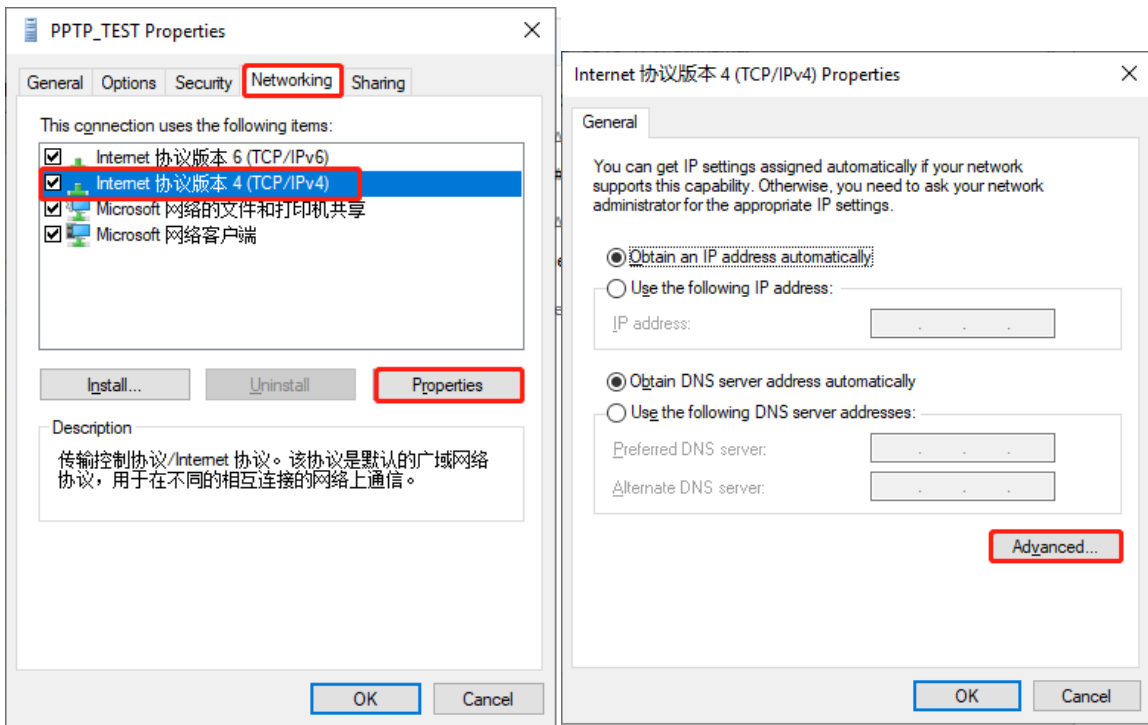 PPTP_TEST Properties
General Options Security Networking Sharing
This connection uses the following items:
Internet 协议版本 6 (TCP/IPv6)
Internet 协议版本 4 (TCP/IPv4)
Microsoft 网络的文件和打印机共享
Microsoft 网络客户端
Install... Uninstall Properties
Description
传输控制协议/Internet 协议。该协议是默认的广域网络
协议，用于在不同的相互连接的网络上通信。
OK Cancel
Internet 协议版本 4 (TCP/IPv4) Properties
General
You can get IP settings assigned automatically if your network
supports this capability. Otherwise, you need to ask your network
administrator for the appropriate IP settings.
Obtain an IP address automatically
Use the following IP address:
IP address:
Obtain DNS server address automatically
Use the following DNS server addresses:
Preferred DNS server:
Alternate DNS server:
Advanced...
OK Cancel